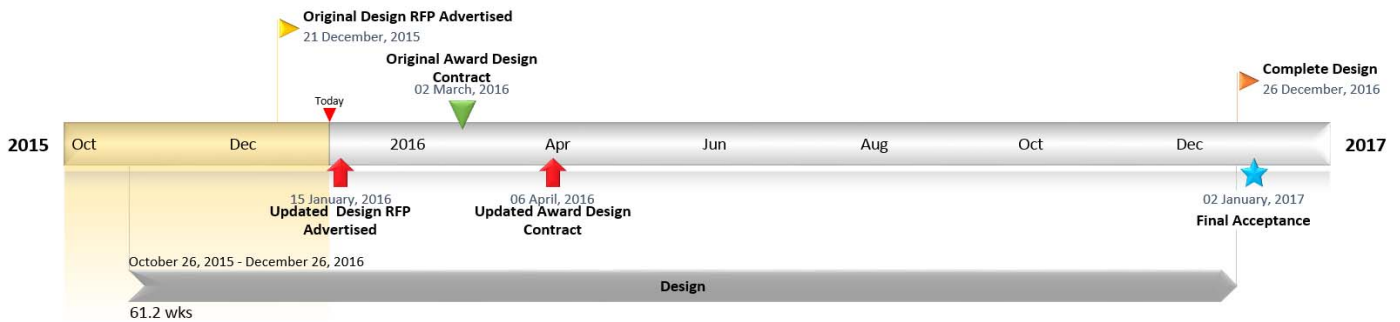 Original Design RFP Advertised
21 December, 2015
Original Award Design
Contract
02 March, 2016
Complete Design
26 December, 2016
Today
2015
Oct
Dec
2016
Apr
Jun
Aug
Oct
Dec
2017
15 January, 2016
Updated Design RFP
Advertised
06 April, 2016
Updated Award Design
Contract
02 January, 2017
Final Acceptance
October 26, 2015 - December 26, 2016
Design
61.2 wks